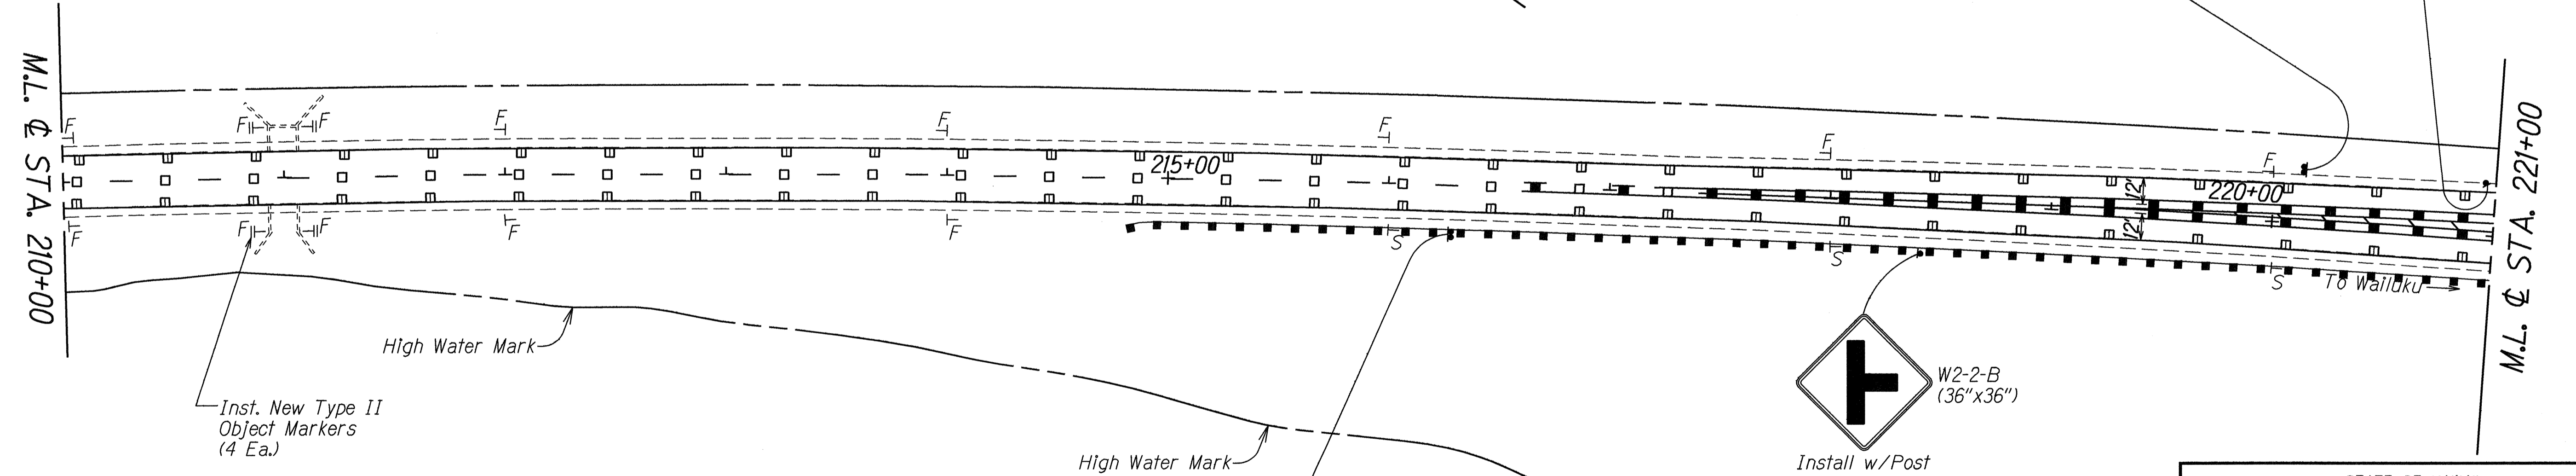 M.L. ℄ STA. 210+00
F
F
F
F
F
F
F
F
215+00
220+00
12'
12'
F
F
F
F
F
S
S
S
To Wailuku
M.L. ℄ STA. 221+00
High Water Mark
Inst. New Type II
Object Markers
(4 Ea.)
High Water Mark
W2-2-B
(36"x36")
Install w/Post